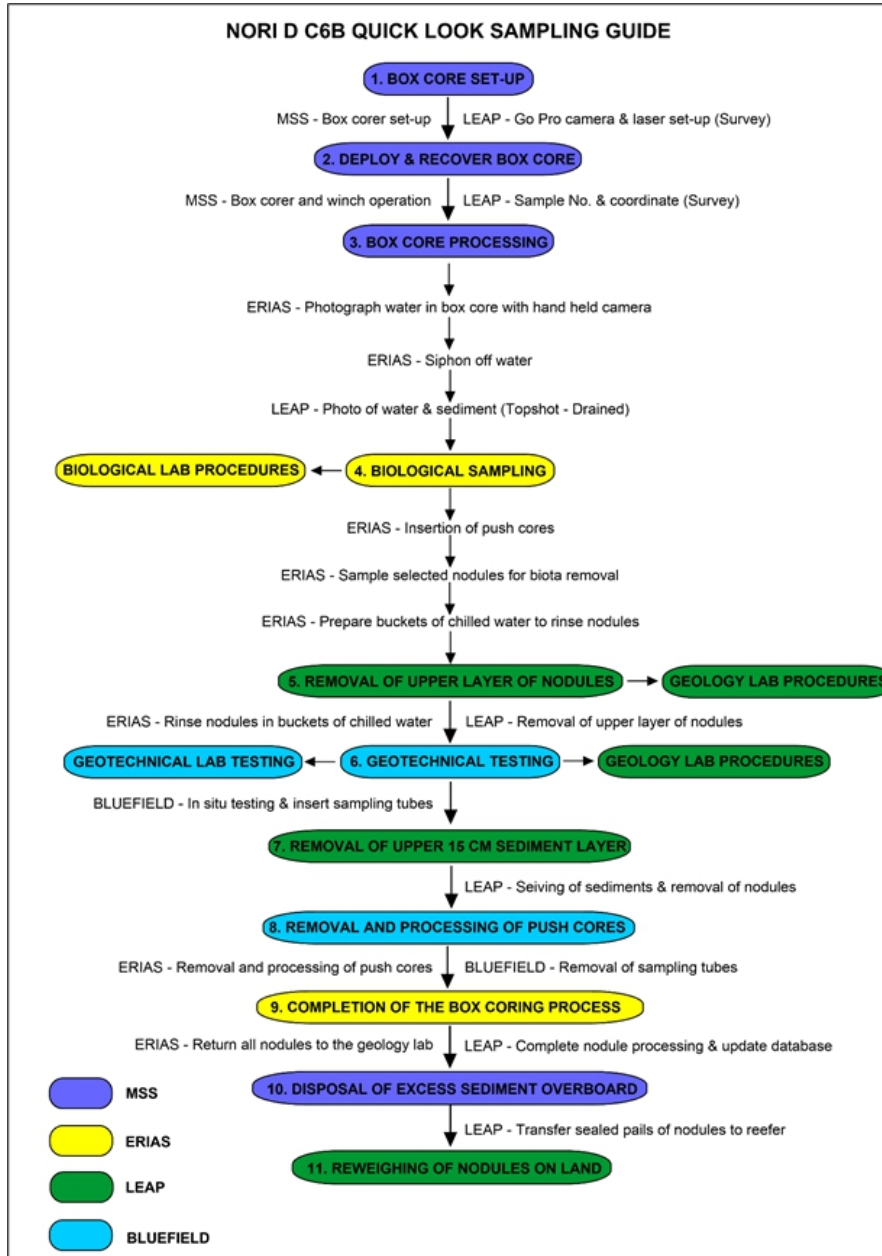 NORI D C6B QUICK LOOK SAMPLING GUIDE
1. BOX CORE SET-UP
MSS - Box corer set-up
LEAP - Go Pro camera & laser set-up (Survey)
2. DEPLOY & RECOVER BOX CORE
MSS - Box corer and winch operation
LEAP - Sample No. & coordinate (Survey)
3. BOX CORE PROCESSING
ERIAS - Photograph water in box core with hand held camera
ERIAS - Siphon off water
LEAP - Photo of water & sediment (Topshot - Drained)
BIOLOGICAL LAB PROCEDURES
4. BIOLOGICAL SAMPLING
ERIAS - Insertion of push cores
ERIAS - Sample selected nodules for biota removal
ERIAS - Prepare buckets of chilled water to rinse nodules
5. REMOVAL OF UPPER LAYER OF NODULES
GEOLOGY LAB PROCEDURES
ERIAS - Rinse nodules in buckets of chilled water
LEAP - Removal of upper layer of nodules
GEOTECHNICAL LAB TESTING
6. GEOTECHNICAL TESTING
GEOLOGY LAB PROCEDURES
BLUEFIELD - In situ testing & insert sampling tubes
7. REMOVAL OF UPPER 15 CM SEDIMENT LAYER
LEAP - Seiving of sediments & removal of nodules
8. REMOVAL AND PROCESSING OF PUSH CORES
ERIAS - Removal and processing of push cores
BLUEFIELD - Removal of sampling tubes
9. COMPLETION OF THE BOX CORING PROCESS
ERIAS - Return all nodules to the geology lab
LEAP - Complete nodule processing & update database
10. DISPOSAL OF EXCESS SEDIMENT OVERBOARD
LEAP - Transfer sealed pails of nodules to reefer
11. REWEIGHING OF NODULES ON LAND
MSS
ERIAS
LEAP
BLUEFIELD